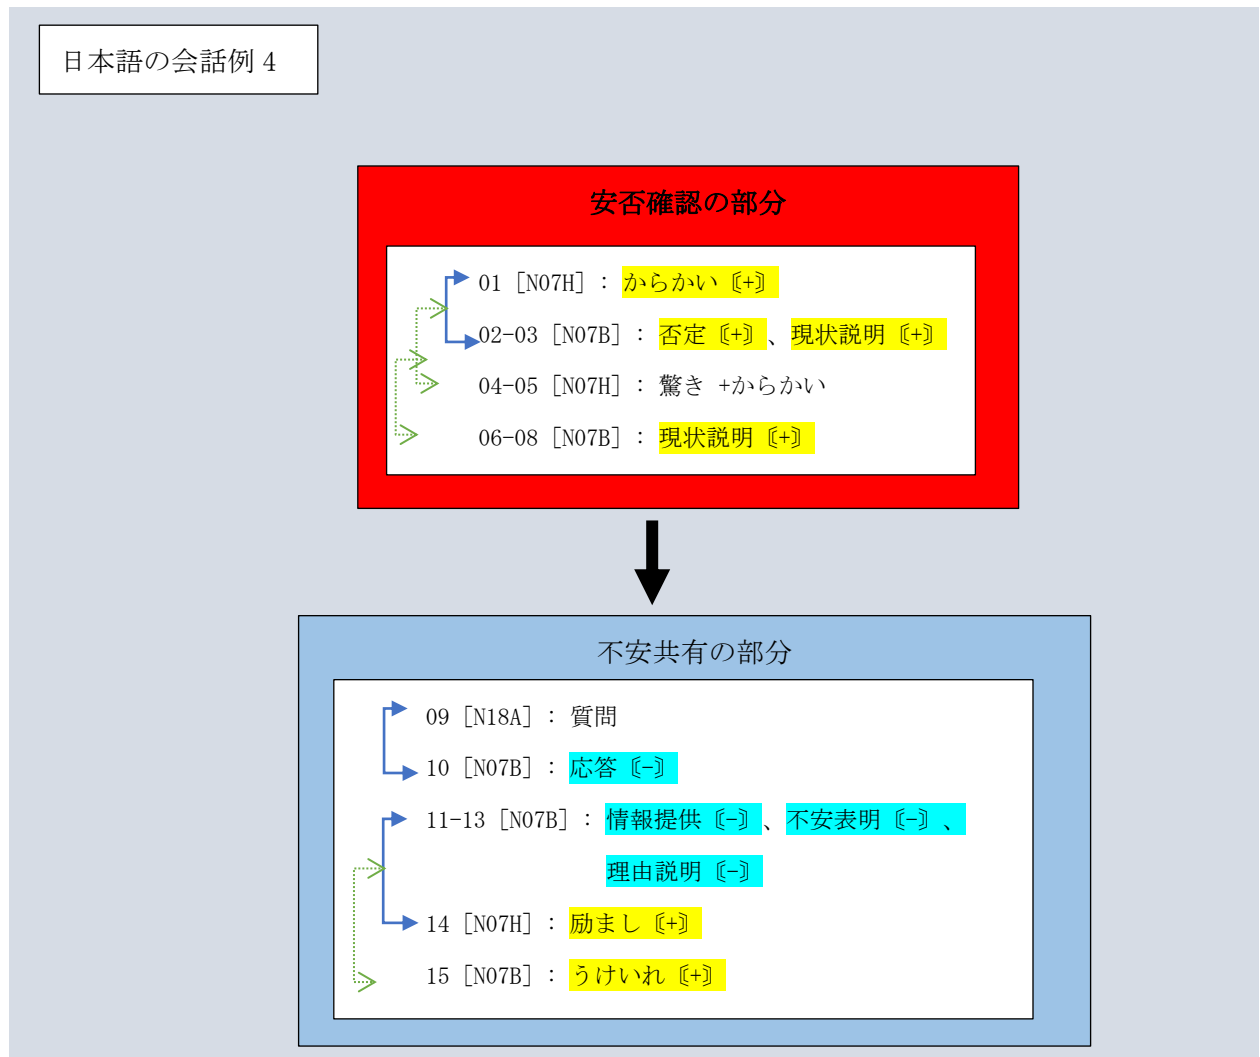 日本語の会話例 4
安否確認の部分
01 [N07H]：からかい〔+〕
02-03 [N07B]：否定〔+〕、現状説明〔+〕
04-05 [N07H]：驚き +からかい
06-08 [N07B]：現状説明〔+〕
不安共有の部分
09 [N18A]：質問
10 [N07B]：応答〔-〕
11-13 [N07B]：情報提供〔-〕、不安表明〔-〕、
理由説明〔-〕
14 [N07H]：励まし〔+〕
15 [N07B]：うけいれ〔+〕